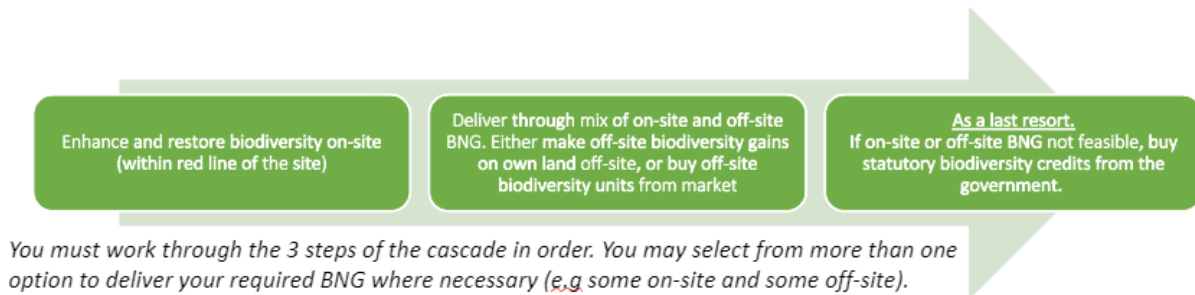 Enhance and restore biodiversity on-site
(within red line of the site)
Deliver through mix of on-site and off-site
BNG. Either make off-site biodiversity gains
on own land off-site, or buy off-site
biodiversity units from market
As a last resort.
If on-site or off-site BNG not feasible, buy
statutory biodiversity credits from the
government.
You must work through the 3 steps of the cascade in order. You may select from more than one
option to deliver your required BNG where necessary (e.g some on-site and some off-site).